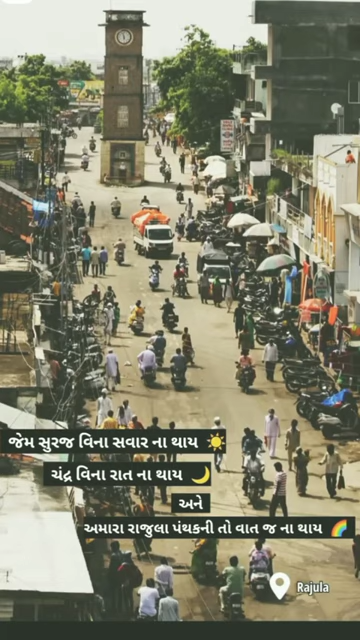 જેમ સુરજ વિના સવાર ના થાય ☀️
ચંદ્ર વિના રાત ના થાય 🌙
અને
અમારા રાજુલા પંથકની તો વાત જ ના થાય 🌈
Rajula